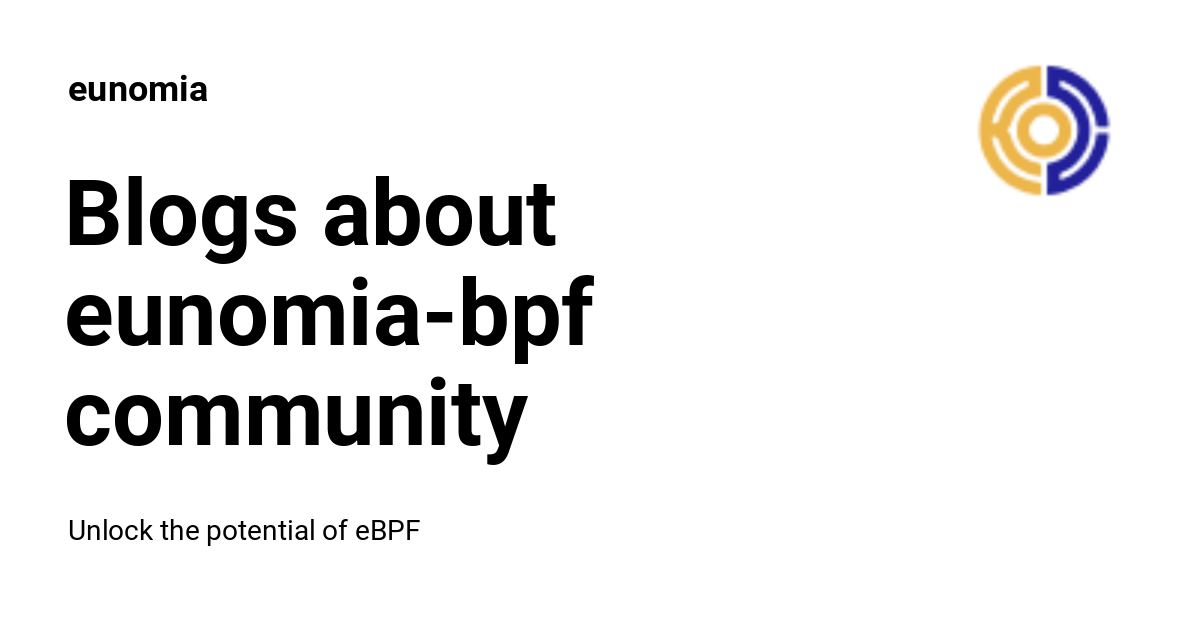 eunomia
Blogs about
eunomia-bpf
community
Unlock the potential of eBPF